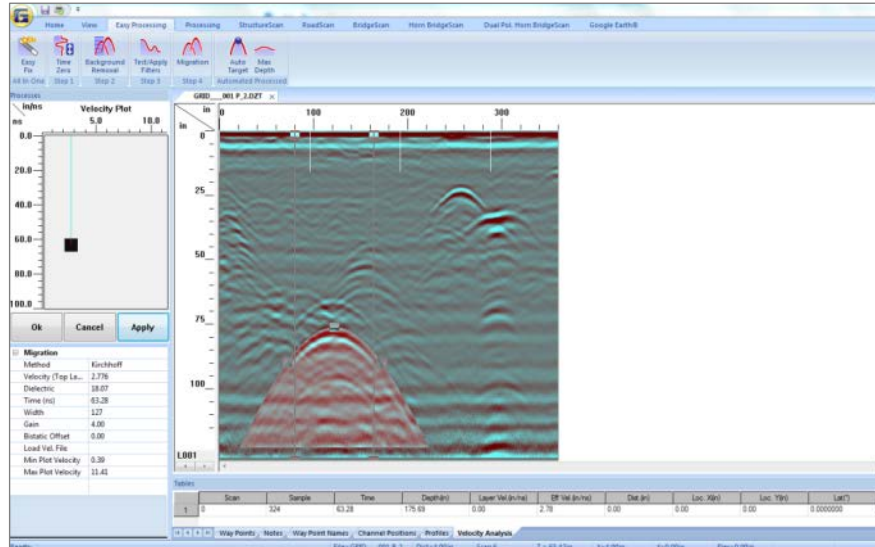 Home View Easy Processing Processing StructureScan RoadScan BridgeScan Horn BridgeScan Dual Pol. Horn BridgeScan Google Earth®
Easy Fix Time Zero Background Removal Test/Apply Filters Migration Auto Target Max Depth
All In One Step 1 Step 2 Step 3 Step 4 Automated Processed
Processes
GRID___001 P_2.DZT ×
in/ns Velocity Plot
ns 5.0 10.0
0.0
20.0
40.0
60.0
80.0
100.0
in 0 100 200 300
in
0
25
50
75
100
L001
Ok Cancel Apply
Migration
Method Kirchhoff
Velocity (Top La... 2.776
Dielectric 18.07
Time (ns) 63.28
Width 127
Gain 4.00
Bistatic Offset 0.00
Load Vel. File
Min Plot Velocity 0.39
Max Plot Velocity 11.41
Tables
Scan Sample Time Depth(in) Layer Vel.(in/ns) Eff Vel.(in/ns) Dist.(in) Loc. X(in) Loc. Y(in) Lat(°)
1 0 324 63.28 175.69 0.00 2.78 0.00 0.00 0.00 0.0000000
Way Points Notes Way Point Names Channel Positions Profiles Velocity Analysis